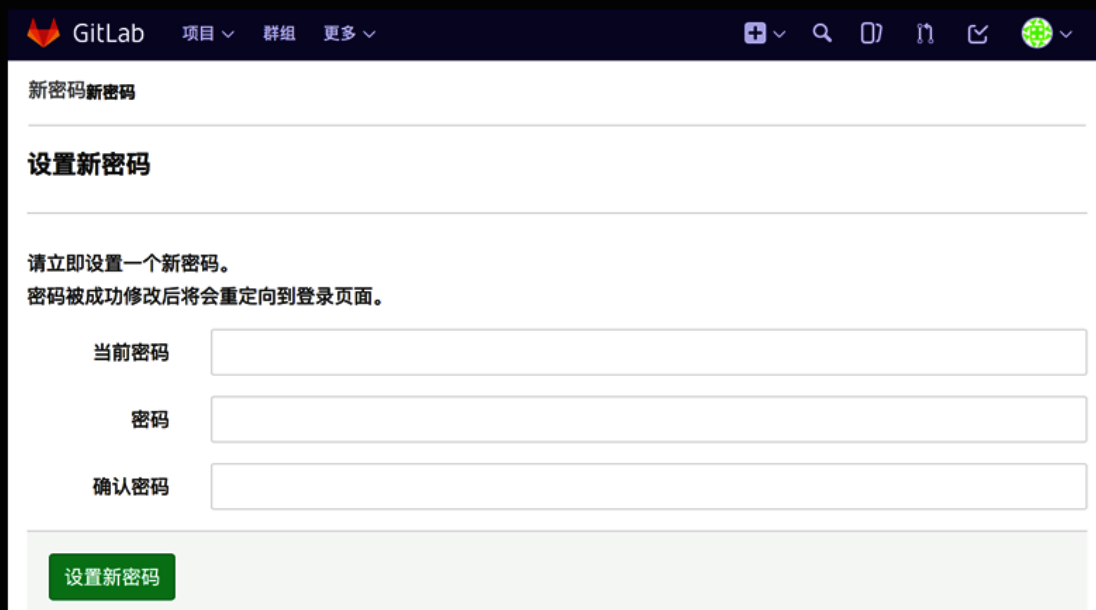 GitLab 项目 群组 更多
新密码新密码
设置新密码
请立即设置一个新密码。
密码被成功修改后将会重定向到登录页面。
当前密码
密码
确认密码
设置新密码